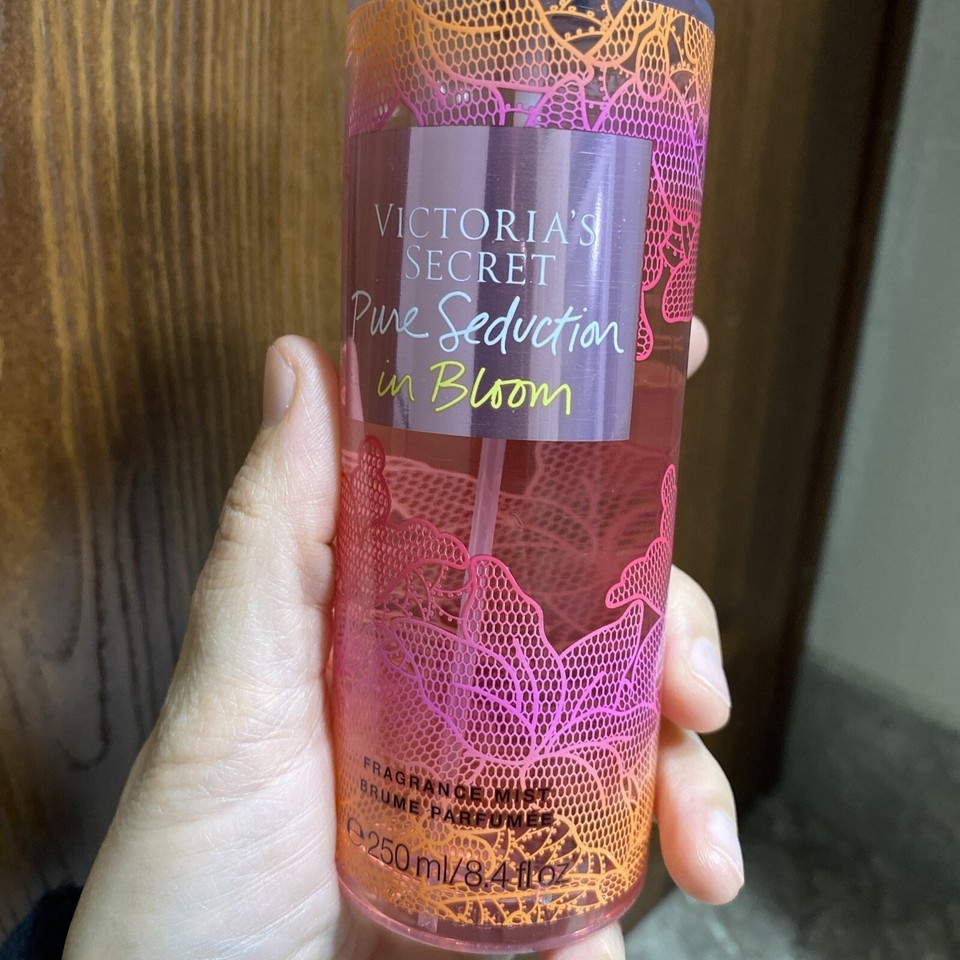 VICTORIA'S
SECRET
Pure Seduction
in Bloom
FRAGRANCE MIST
BRUME PARFUMÉE
℮250 ml/8.4 fl oz